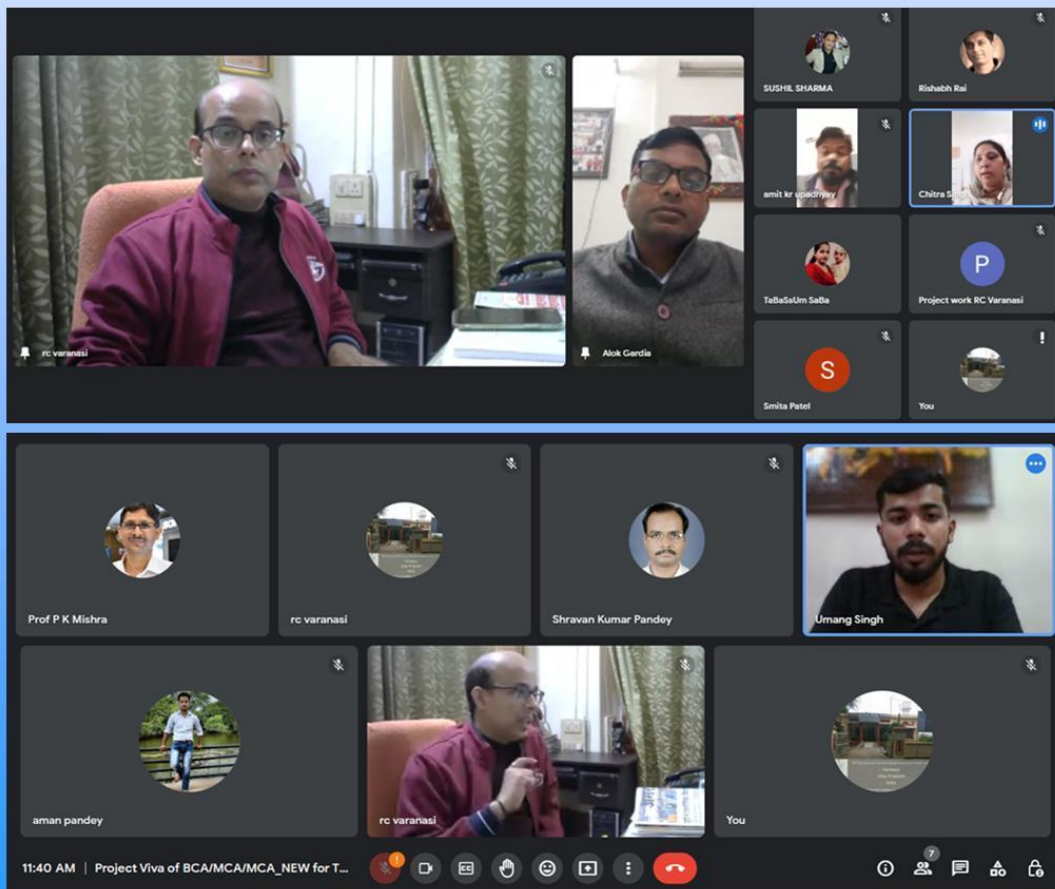 SUSHIL SHARMA
Rishabh Rai
amit kr upadhyay
Chitra
TaBaSsUm SaBa
P
Project work RC Varanasi
rc varanasi
Alok Gardia
S
Smita Patel
You
Prof P K Mishra
rc varanasi
Shravan Kumar Pandey
Umang Singh
aman pandey
rc varanasi
You
11:40 AM | Project Viva of BCA/MCA/MCA_NEW for T...
CC
7